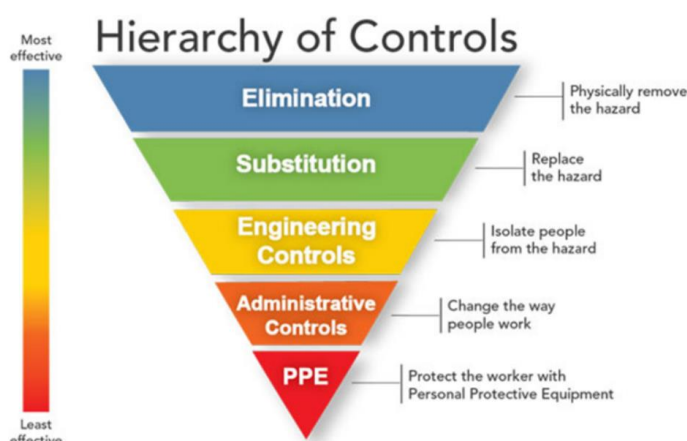 Most
effective
Hierarchy of Controls
Elimination
Physically remove
the hazard
Substitution
Replace
the hazard
Engineering
Controls
Isolate people
from the hazard
Administrative
Controls
Change the way
people work
PPE
Protect the worker with
Personal Protective Equipment
Least
effective